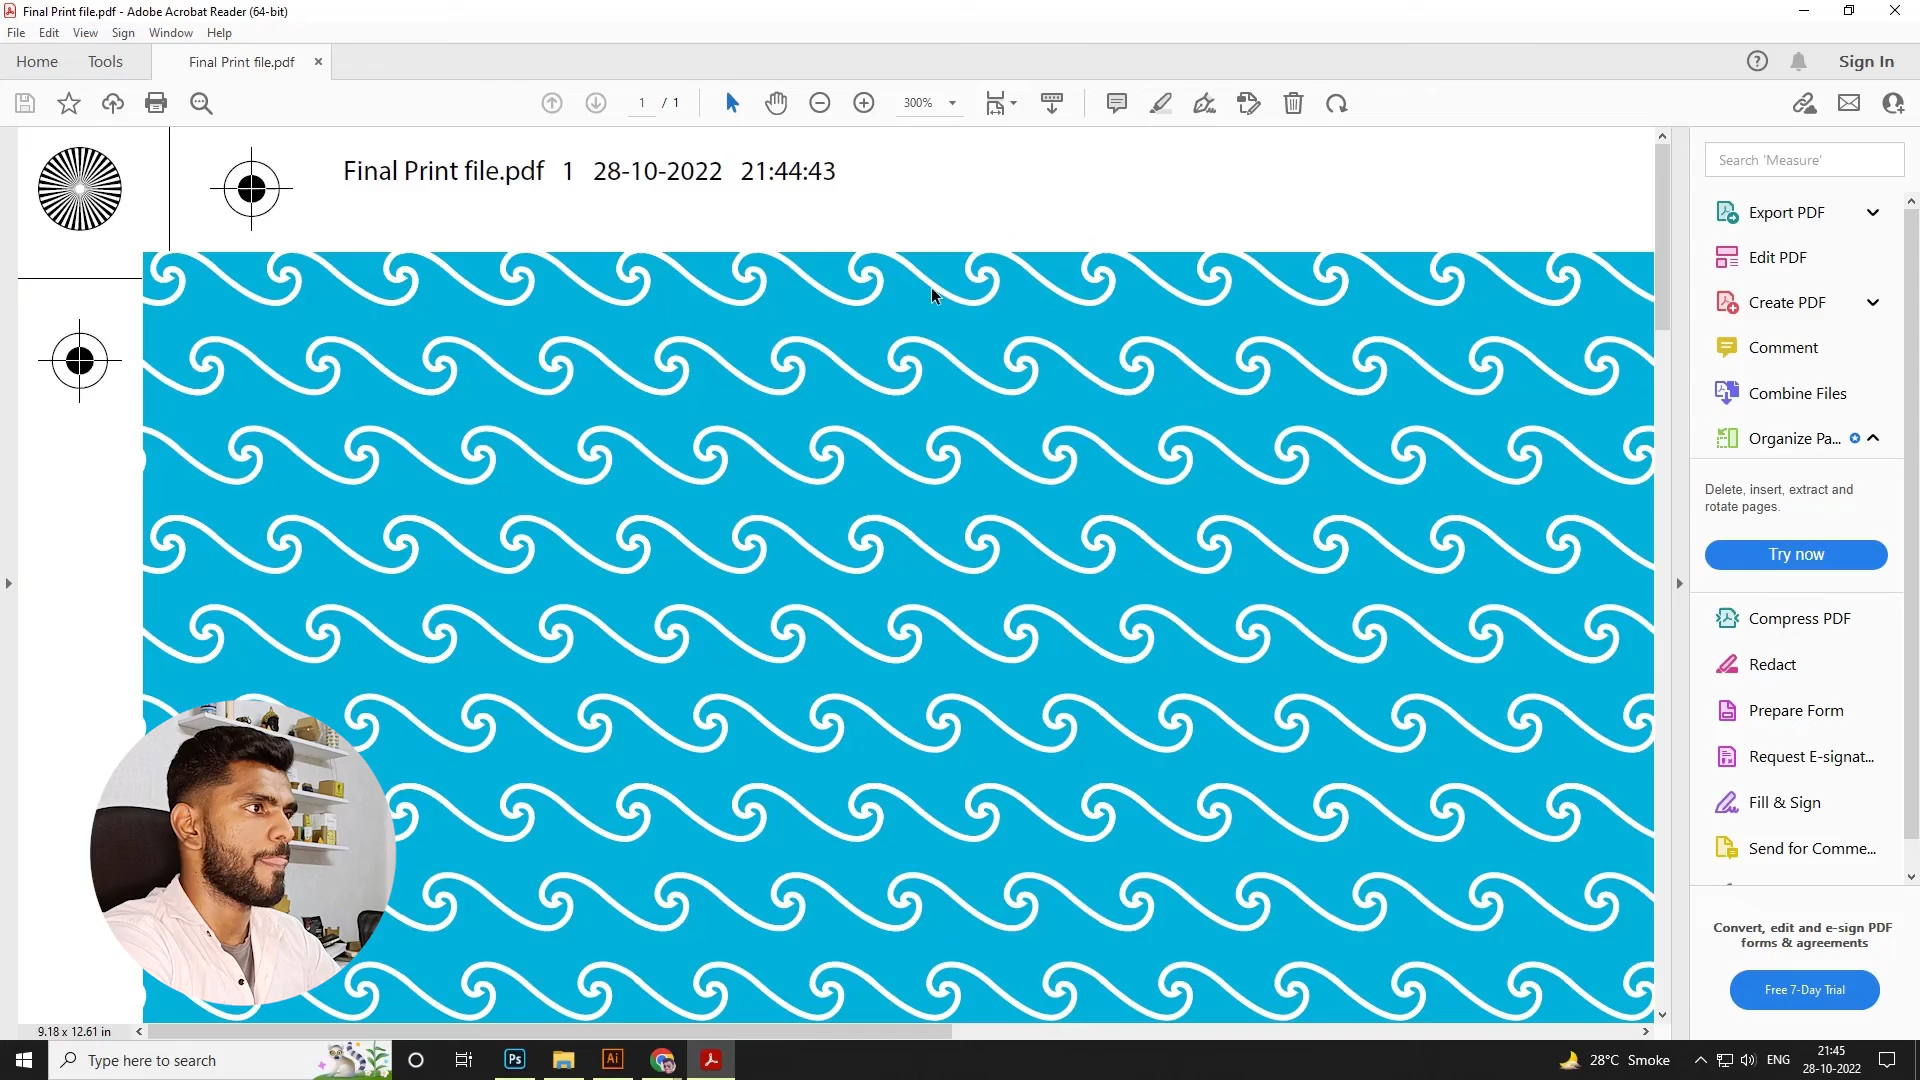 Final Print file.pdf - Adobe Acrobat Reader (64-bit)
File Edit View Sign Window Help
Home Tools Final Print file.pdf Sign In
1 / 1 300%
Final Print file.pdf 1 28-10-2022 21:44:43
Search 'Measure'
Export PDF
Edit PDF
Create PDF
Comment
Combine Files
Organize Pa...
Delete, insert, extract and
rotate pages.
Try now
Compress PDF
Redact
Prepare Form
Request E-signat...
Fill & Sign
Send for Comme...
Convert, edit and e-sign PDF
forms & agreements
Free 7-Day Trial
9.18 x 12.61 in
Type here to search
Ps
Ai
28°C Smoke
ENG
21:45
28-10-2022